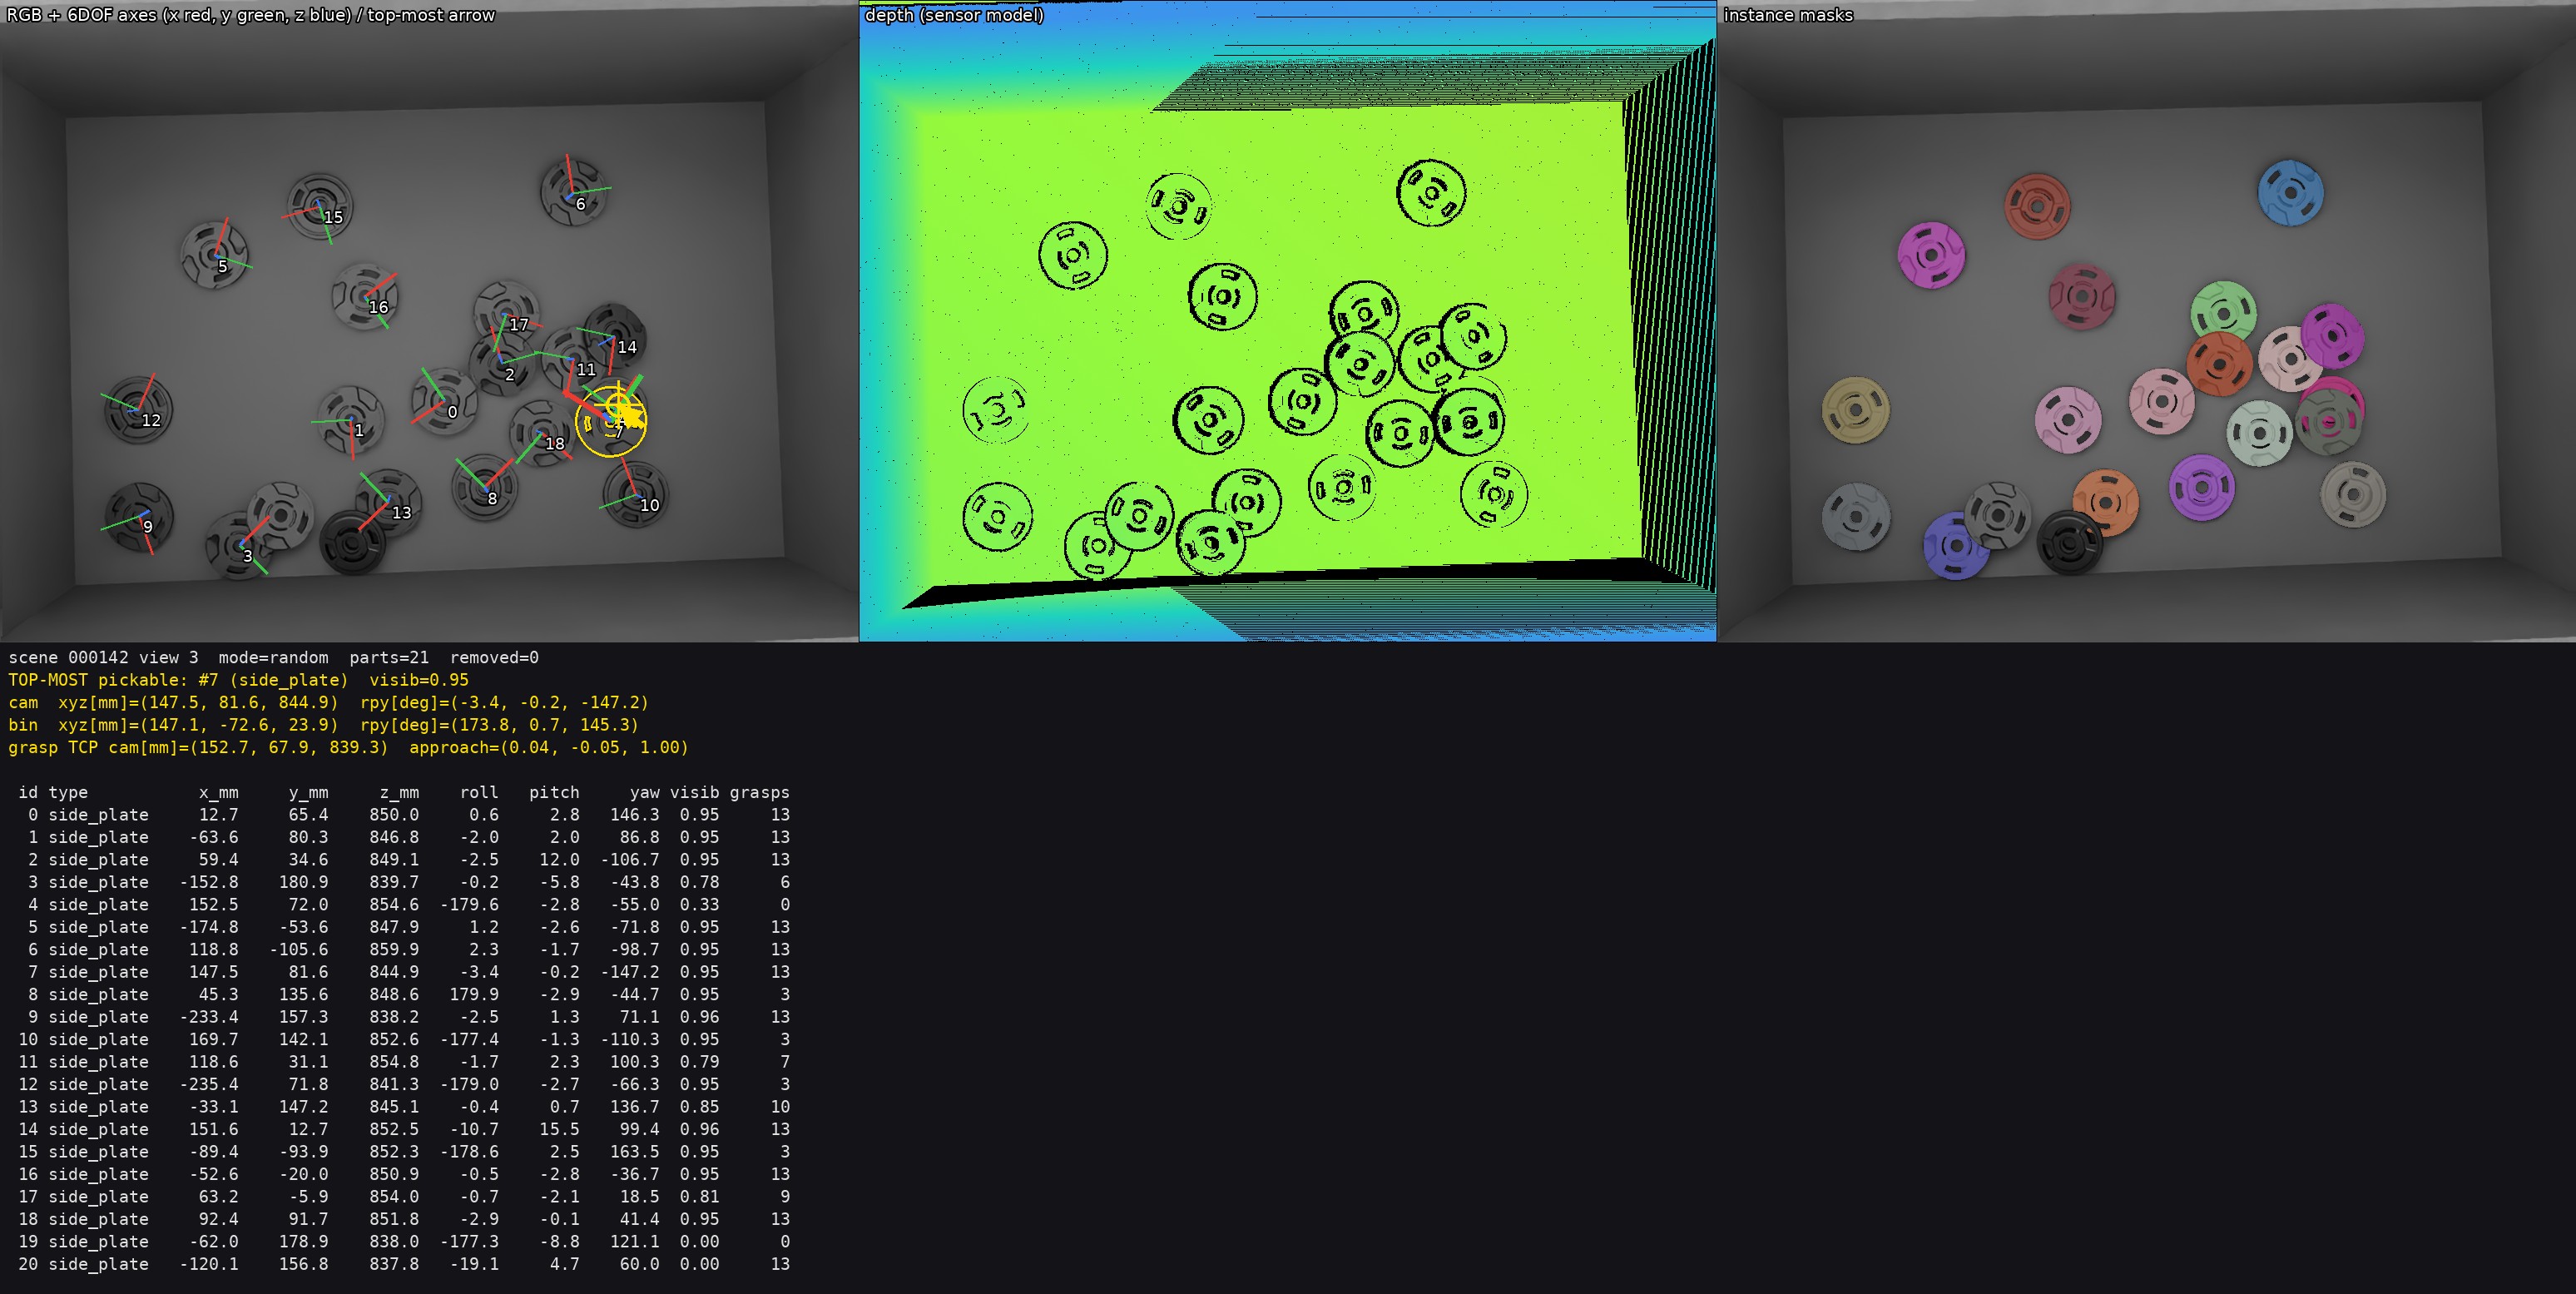 RGB + 6DOF axes (x red, y green, z blue) / top-most arrow
depth (sensor model)
instance masks
6
15
5
16
17
14
2
11
12
0
1
7
18
8
10
13
9
3
scene 000142 view 3  mode=random  parts=21  removed=0
TOP-MOST pickable: #7 (side_plate)  visib=0.95
cam  xyz[mm]=(147.5, 81.6, 844.9)  rpy[deg]=(-3.4, -0.2, -147.2)
bin  xyz[mm]=(147.1, -72.6, 23.9)  rpy[deg]=(173.8, 0.7, 145.3)
grasp TCP cam[mm]=(152.7, 67.9, 839.3)  approach=(0.04, -0.05, 1.00)
id type x_mm y_mm z_mm roll pitch yaw visib grasps
0 side_plate 12.7 65.4 850.0 0.6 2.8 146.3 0.95 13
1 side_plate -63.6 80.3 846.8 -2.0 2.0 86.8 0.95 13
2 side_plate 59.4 34.6 849.1 -2.5 12.0 -106.7 0.95 13
3 side_plate -152.8 180.9 839.7 -0.2 -5.8 -43.8 0.78 6
4 side_plate 152.5 72.0 854.6 -179.6 -2.8 -55.0 0.33 0
5 side_plate -174.8 -53.6 847.9 1.2 -2.6 -71.8 0.95 13
6 side_plate 118.8 -105.6 859.9 2.3 -1.7 -98.7 0.95 13
7 side_plate 147.5 81.6 844.9 -3.4 -0.2 -147.2 0.95 13
8 side_plate 45.3 135.6 848.6 179.9 -2.9 -44.7 0.95 3
9 side_plate -233.4 157.3 838.2 -2.5 1.3 71.1 0.96 13
10 side_plate 169.7 142.1 852.6 -177.4 -1.3 -110.3 0.95 3
11 side_plate 118.6 31.1 854.8 -1.7 2.3 100.3 0.79 7
12 side_plate -235.4 71.8 841.3 -179.0 -2.7 -66.3 0.95 3
13 side_plate -33.1 147.2 845.1 -0.4 0.7 136.7 0.85 10
14 side_plate 151.6 12.7 852.5 -10.7 15.5 99.4 0.96 13
15 side_plate -89.4 -93.9 852.3 -178.6 2.5 163.5 0.95 3
16 side_plate -52.6 -20.0 850.9 -0.5 -2.8 -36.7 0.95 13
17 side_plate 63.2 -5.9 854.0 -0.7 -2.1 18.5 0.81 9
18 side_plate 92.4 91.7 851.8 -2.9 -0.1 41.4 0.95 13
19 side_plate -62.0 178.9 838.0 -177.3 -8.8 121.1 0.00 0
20 side_plate -120.1 156.8 837.8 -19.1 4.7 60.0 0.00 13